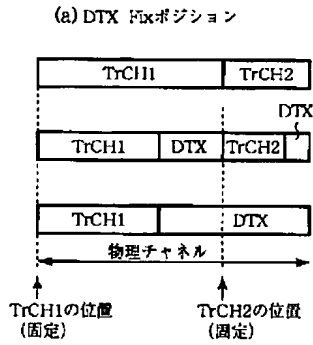 (a) DTX Fixポジション
TrCH1 TrCH2
DTX
TrCH1 DTX TrCH2
TrCH1 DTX
物理チャネル
TrCH1の位置 TrCH2の位置
(固定) (固定)